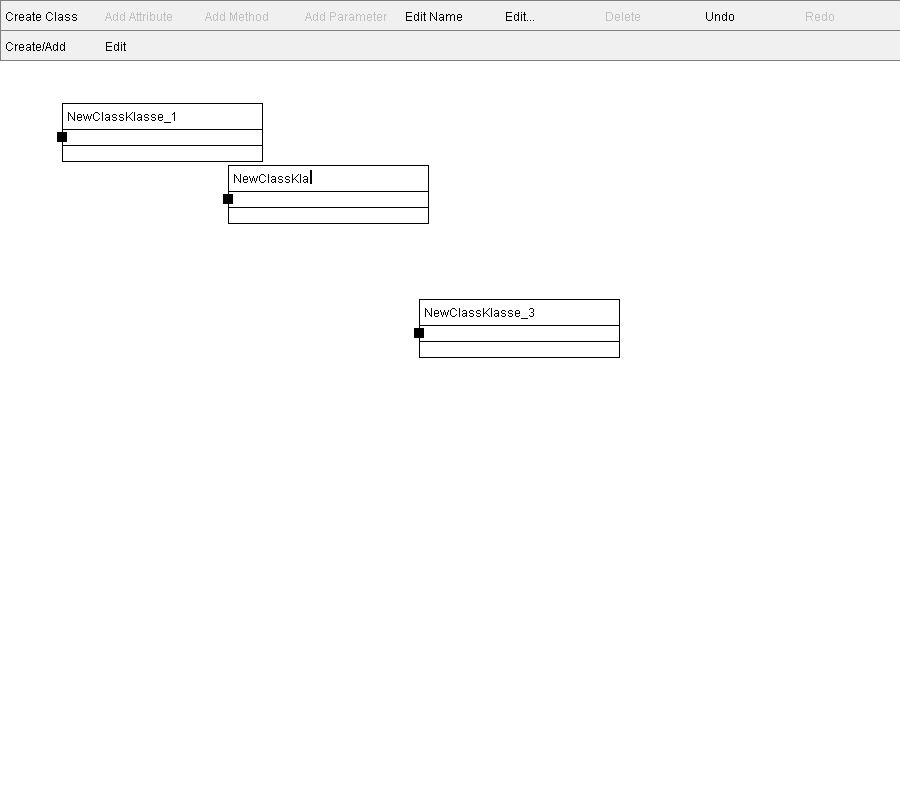 Create Class Add Attribute Add Method Add Parameter Edit Name Edit... Delete Undo Redo
Create/Add Edit
NewClassKlasse_1
NewClassKla
NewClassKlasse_3